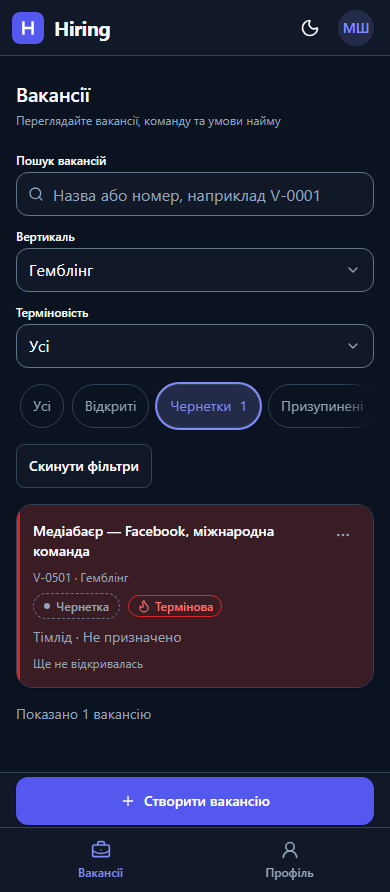 H Hiring МШ
Вакансії
Переглядайте вакансії, команду та умови найму
Пошук вакансій
Назва або номер, наприклад V-0001
Вертикаль
Гемблінг
Терміновість
Усі
Усі Відкриті Чернетки 1 Призупинені
Скинути фільтри
Медіабаєр — Facebook, міжнародна
команда
...
V-0501 · Гемблінг
Чернетка Термінова
Тімлід · Не призначено
Ще не відкривалась
Показано 1 вакансію
+ Створити вакансію
Вакансії Профіль